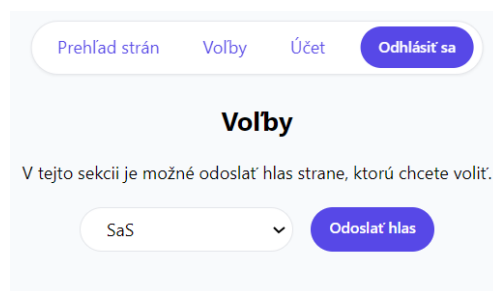 Prehľad strán Voľby Účet Odhlásiť sa
Voľby
V tejto sekcii je možné odoslať hlas strane, ktorú chcete voliť.
SaS Odoslať hlas